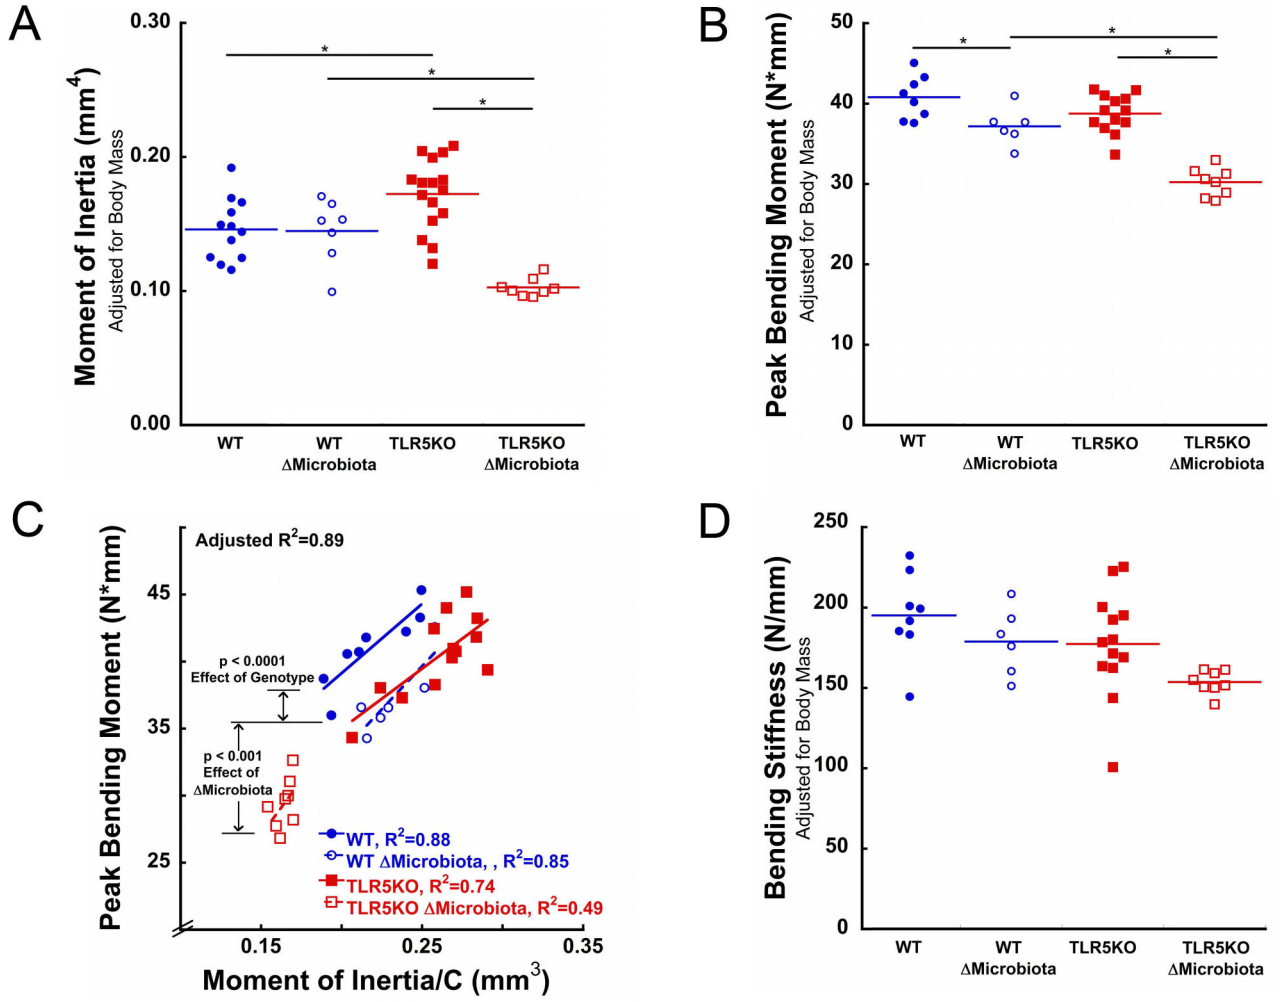 A
Moment of Inertia (mm4)
Adjusted for Body Mass
0.30
0.20
0.10
0.00
*
*
*
WT
WT
ΔMicrobiota
TLR5KO
TLR5KO
ΔMicrobiota
B
Peak Bending Moment (N*mm)
Adjusted for Body Mass
50
40
30
20
10
0
*
*
*
WT
WT
ΔMicrobiota
TLR5KO
TLR5KO
ΔMicrobiota
C
Peak Bending Moment (N*mm)
45
35
25
Adjusted R2=0.89
p < 0.0001
Effect of Genotype
p < 0.001
Effect of
ΔMicrobiota
WT, R2=0.88
WT ΔMicrobiota, , R2=0.85
TLR5KO, R2=0.74
TLR5KO ΔMicrobiota, R2=0.49
0.15
0.25
0.35
Moment of Inertia/C (mm3)
D
Bending Stiffness (N/mm)
Adjusted for Body Mass
250
200
150
100
50
0
WT
WT
ΔMicrobiota
TLR5KO
TLR5KO
ΔMicrobiota